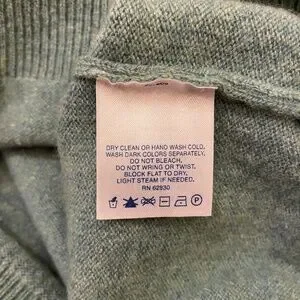 DRY CLEAN OR HAND WASH COLD.
WASH DARK COLORS SEPARATELY.
DO NOT BLEACH.
DO NOT WRING OR TWIST.
BLOCK FLAT TO DRY.
LIGHT STEAM IF NEEDED.
RN 62930